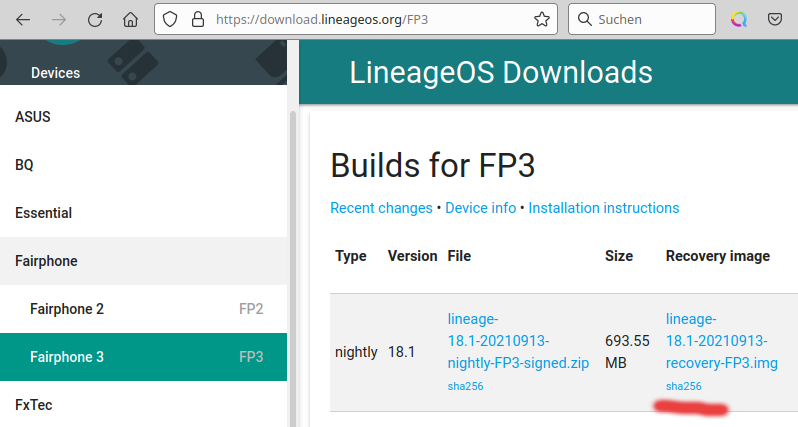 https://download.lineageos.org/FP3
Suchen
Devices
ASUS
BQ
Essential
Fairphone
Fairphone 2 FP2
Fairphone 3 FP3
FxTec
LineageOS Downloads
Builds for FP3
Recent changes • Device info • Installation instructions
Type Version File Size Recovery image
nightly
18.1
lineage-
18.1-20210913-
nightly-FP3-signed.zip
sha256
693.55
MB
lineage-
18.1-20210913-
recovery-FP3.img
sha256